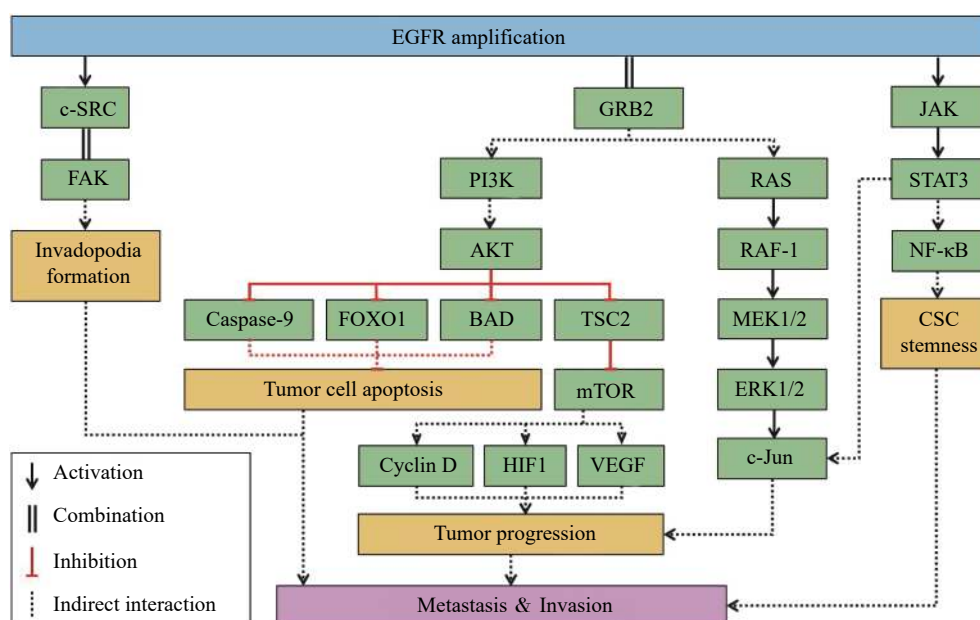 EGFR amplification
c-SRC
GRB2
JAK
FAK
PI3K
RAS
STAT3
Invadopodia
formation
AKT
RAF-1
NF-κB
Caspase-9
FOXO1
BAD
TSC2
MEK1/2
CSC
stemness
Tumor cell apoptosis
mTOR
ERK1/2
Cyclin D
HIF1
VEGF
c-Jun
Activation
Combination
Tumor progression
Inhibition
Indirect interaction
Metastasis & Invasion